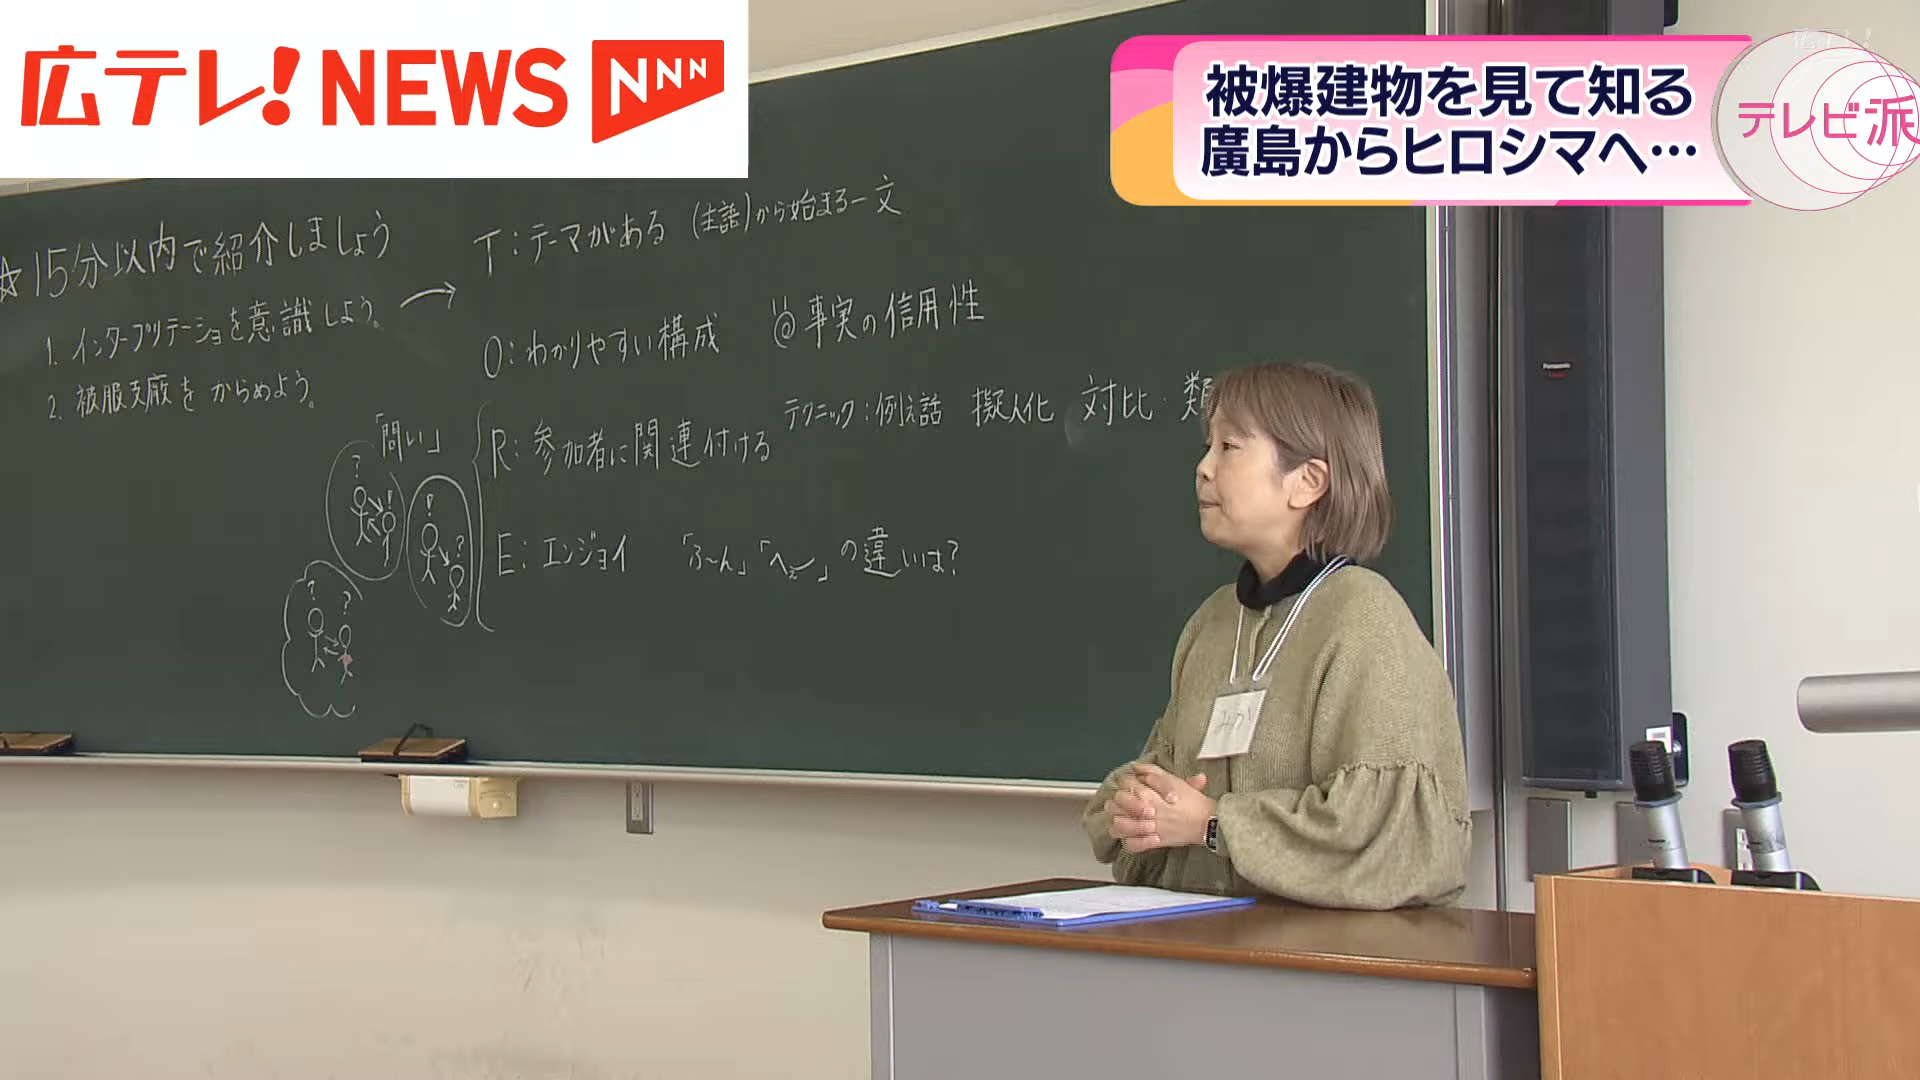 広テレ!NEWS NNN
被爆建物を見て知る
廣島からヒロシマへ…
テレビ派
広テレ!
☆15分以内で紹介しましょう
1. インタープリテーションを意識しよう。
2. 被服支廠をからめよう。
「問い」
T:テーマがある (主語)から始まる一文
O:わかりやすい構成 @事実の信用性
R:参加者に関連付ける テクニック:例え話 擬人化 対比・類
E:エンジョイ 「ふ〜ん」「へぇ〜」の違いは?
みか
Panasonic